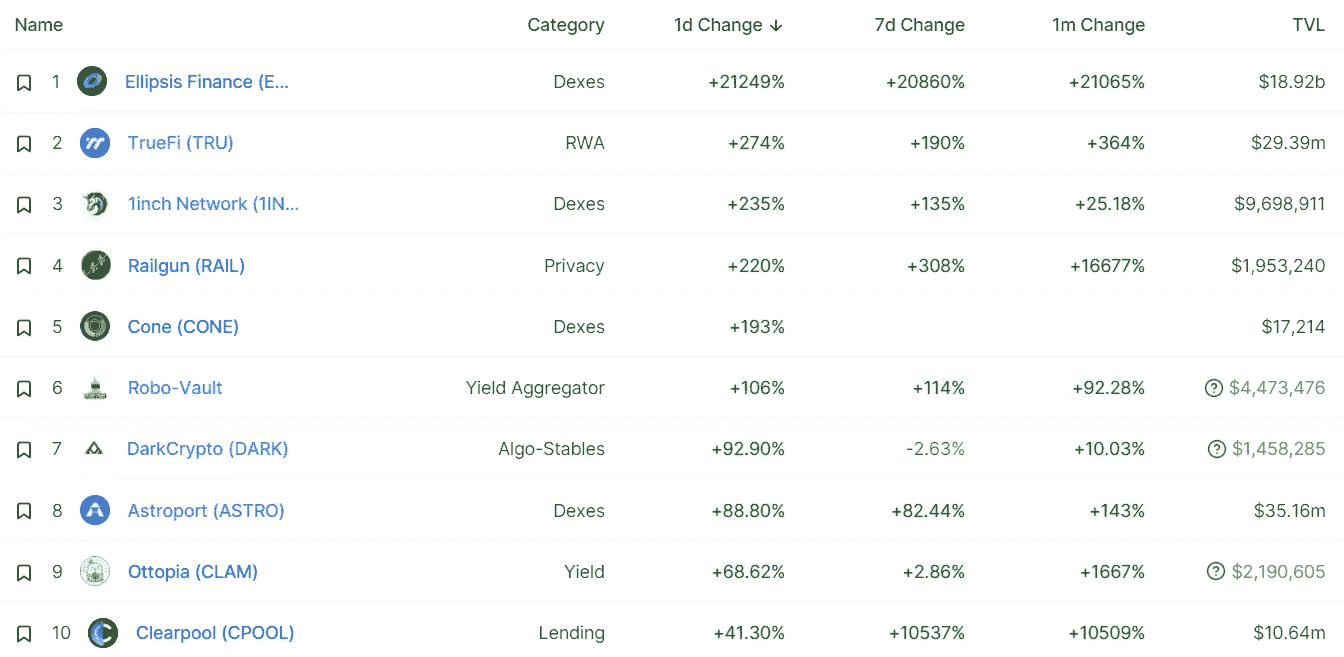 Name Category 1d Change ↓ 7d Change 1m Change TVL
1 Ellipsis Finance (E... Dexes +21249% +20860% +21065% $18.92b
2 TrueFi (TRU) RWA +274% +190% +364% $29.39m
3 1inch Network (1IN... Dexes +235% +135% +25.18% $9,698,911
4 Railgun (RAIL) Privacy +220% +308% +16677% $1,953,240
5 Cone (CONE) Dexes +193% $17,214
6 Robo-Vault Yield Aggregator +106% +114% +92.28% ? $4,473,476
7 DarkCrypto (DARK) Algo-Stables +92.90% -2.63% +10.03% ? $1,458,285
8 Astroport (ASTRO) Dexes +88.80% +82.44% +143% $35.16m
9 Ottopia (CLAM) Yield +68.62% +2.86% +1667% ? $2,190,605
10 Clearpool (CPOOL) Lending +41.30% +10537% +10509% $10.64m